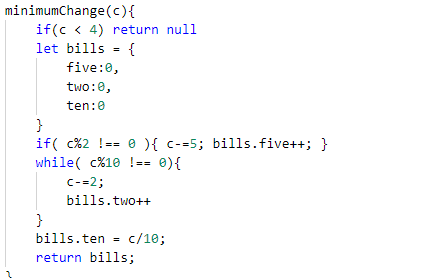 minimumChange(c){
    if(c < 4) return null
    let bills = {
        five:0,
        two:0,
        ten:0
    }
    if( c%2 !== 0 ){ c-=5; bills.five++; }
    while( c%10 !== 0){
        c-=2;
        bills.two++
    }
    bills.ten = c/10;
    return bills;
}